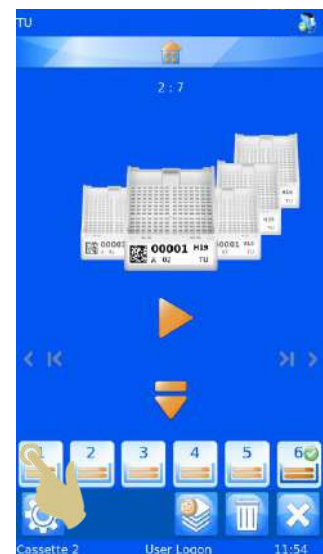 TU
2 : 7
00001 H19
A 02 TU
1 2 3 4 5 6
Cassette 2 User Logon 11:54